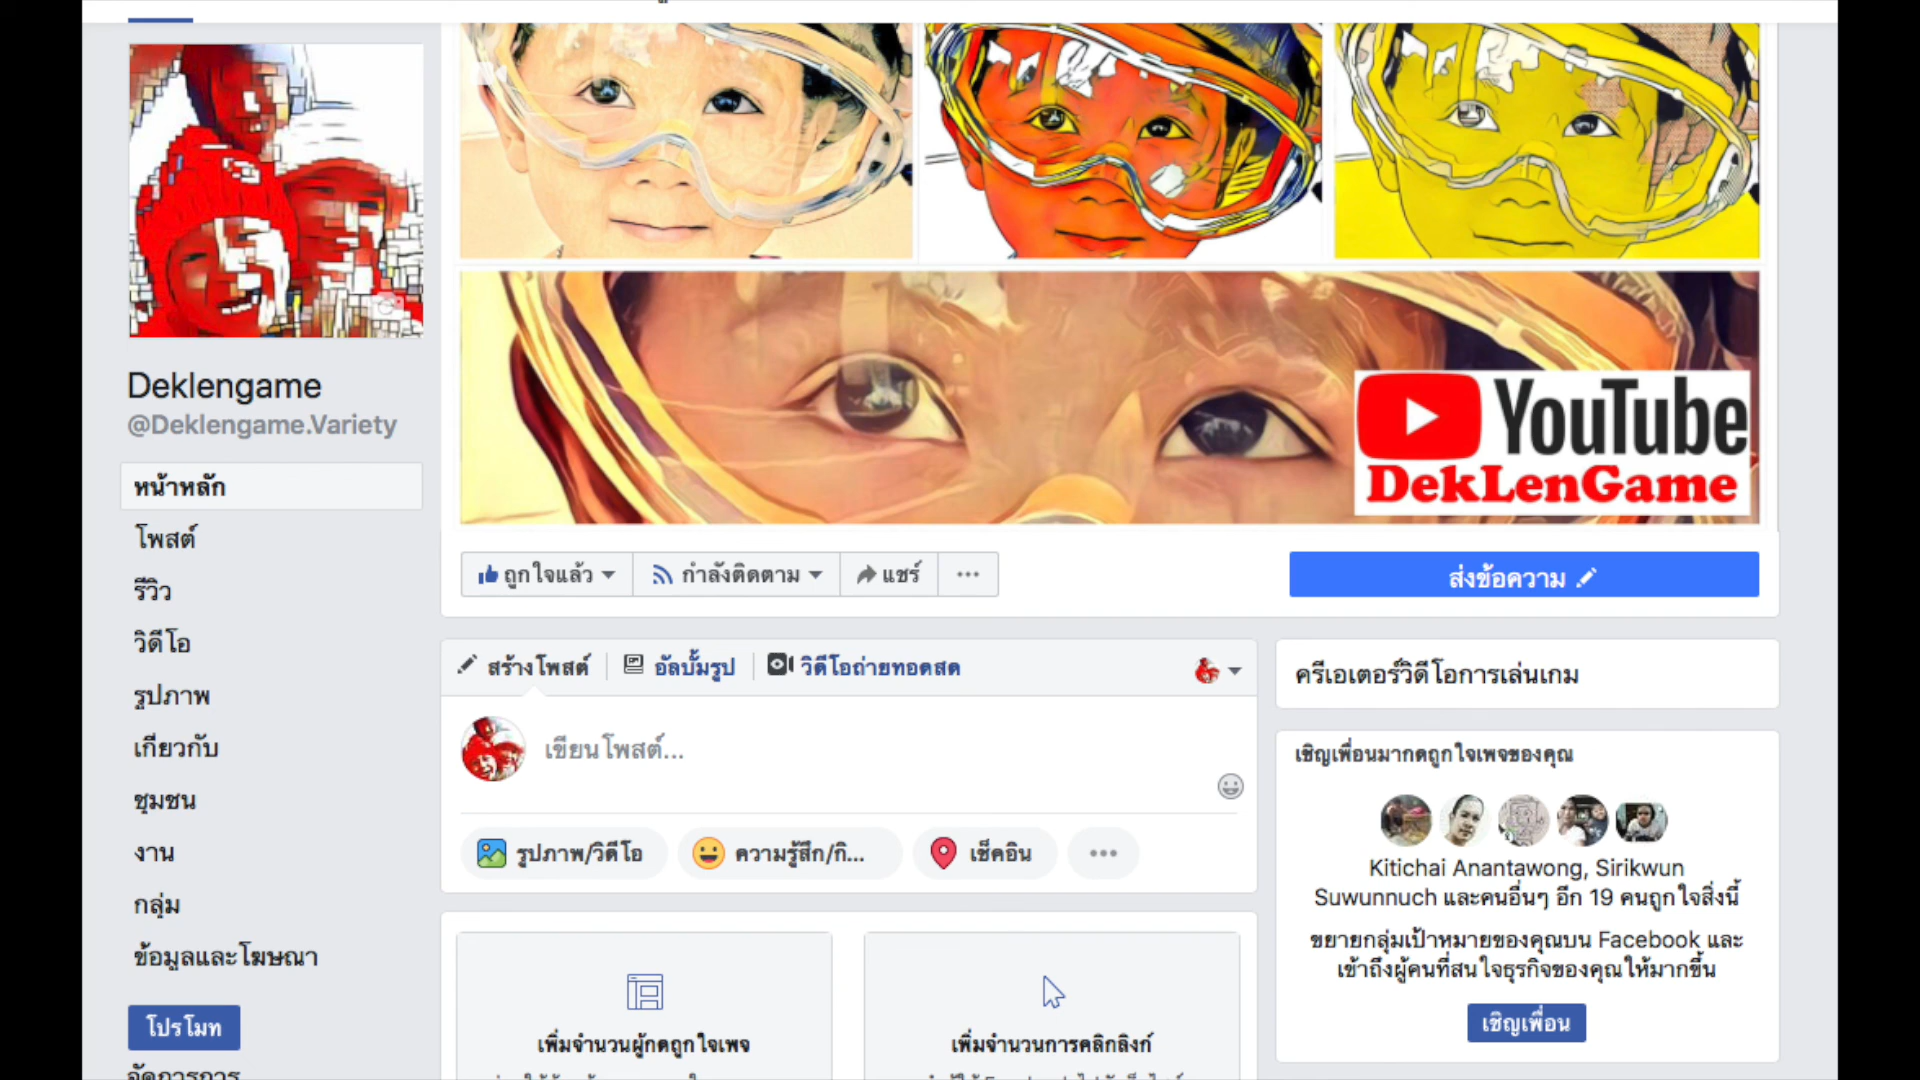 Deklengame
@Deklengame.Variety
หน้าหลัก
โพสต์
รีวิว
วิดีโอ
รูปภาพ
เกี่ยวกับ
ชุมชน
งาน
กลุ่ม
ข้อมูลและโฆษณา
โปรโมท
จัดการการ
YouTube
DekLenGame
ถูกใจแล้ว
กำลังติดตาม
แชร์
ส่งข้อความ
สร้างโพสต์
อัลบั้มรูป
วิดีโอถ่ายทอดสด
เขียนโพสต์...
รูปภาพ/วิดีโอ
ความรู้สึก/กิ...
เช็คอิน
เพิ่มจำนวนผู้กดถูกใจเพจ
เพิ่มจำนวนการคลิกลิงก์
ครีเอเตอร์วิดีโอการเล่นเกม
เชิญเพื่อนมากดถูกใจเพจของคุณ
Kitichai Anantawong, Sirikwun
Suwunnuch และคนอื่นๆ อีก 19 คนถูกใจสิ่งนี้
ขยายกลุ่มเป้าหมายของคุณบน Facebook และ
เข้าถึงผู้คนที่สนใจธุรกิจของคุณให้มากขึ้น
เชิญเพื่อน